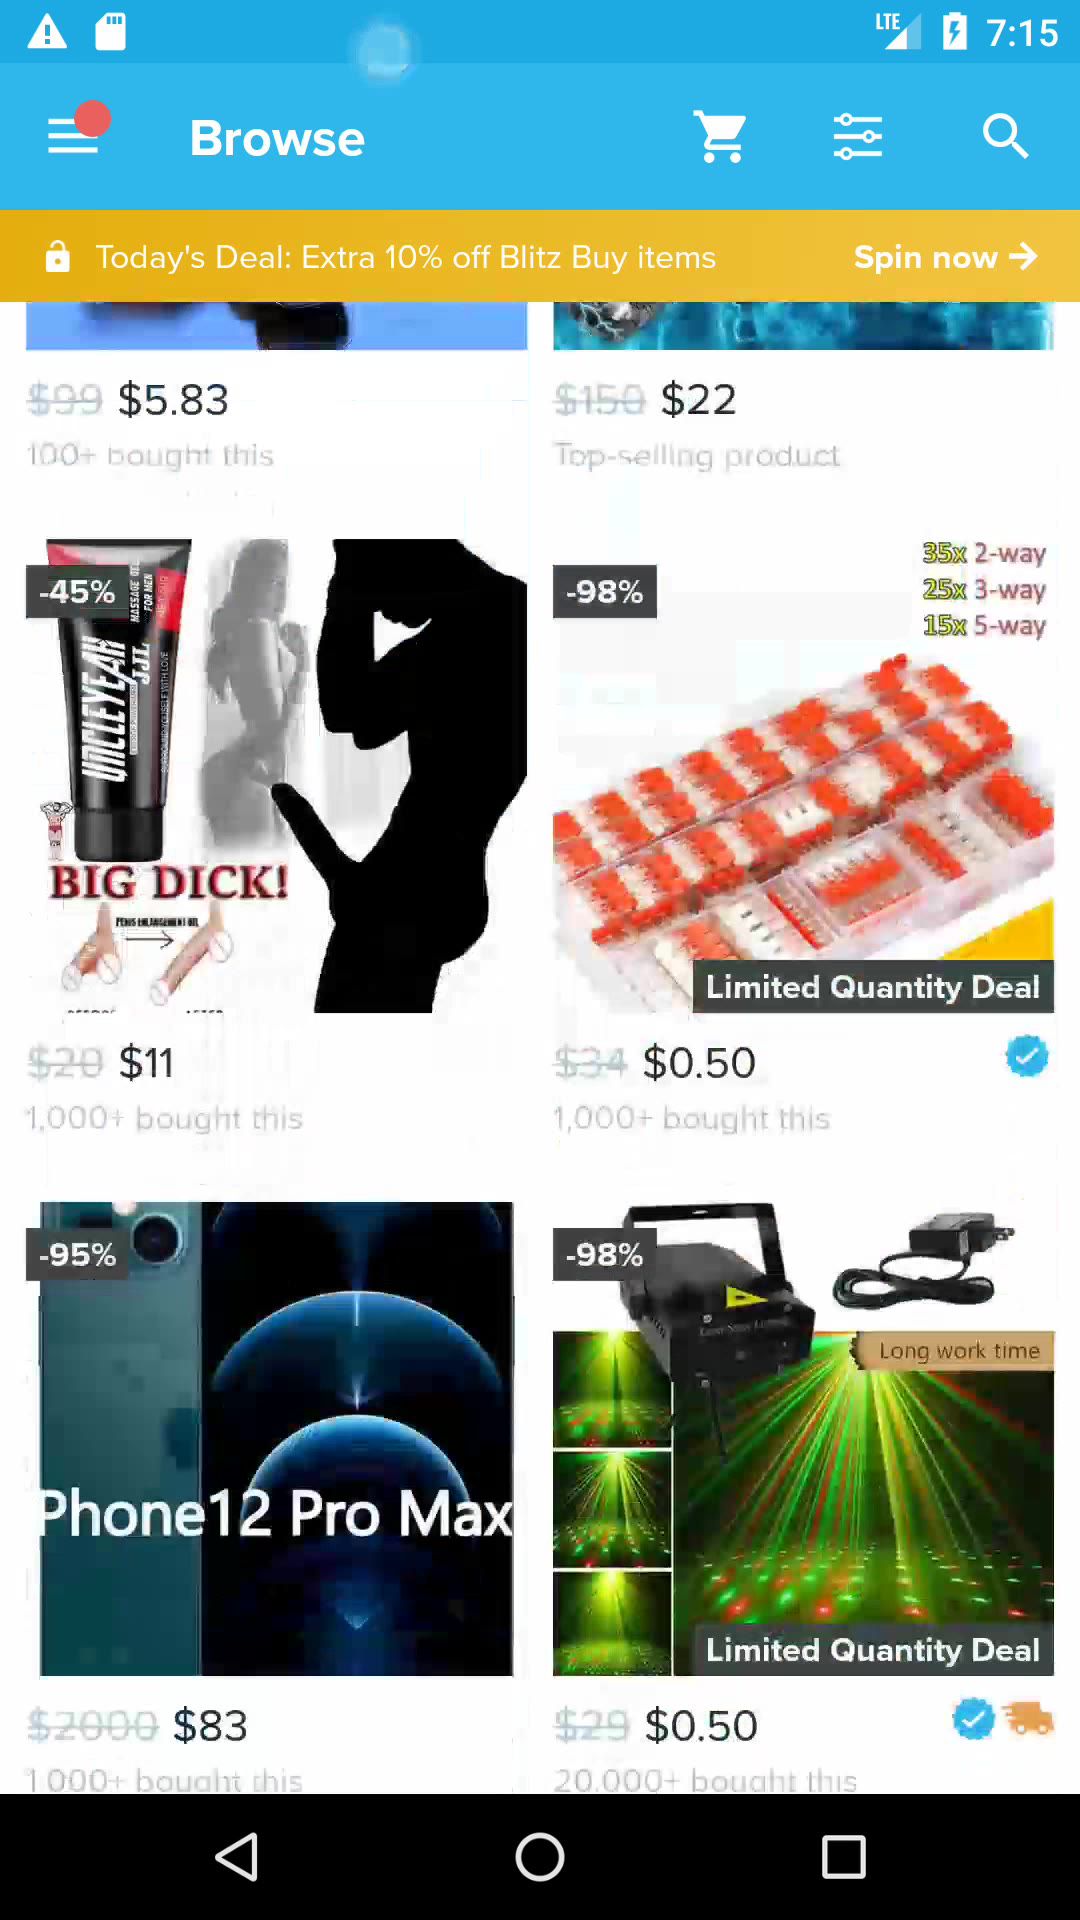 LTE 7:15
Browse
Today's Deal: Extra 10% off Blitz Buy items Spin now
$99 $5.83
100+ bought this
$150 $22
Top-selling product
-45%
MASSAGE GEL
FOR MEN
UNCLEYEAH
JJL
BIG DICK!
PENIS ENLARGEMENT OIL
BEFORE AFTER
$20 $11
1,000+ bought this
-98%
35x 2-way
25x 3-way
15x 5-way
Limited Quantity Deal
$34 $0.50
1,000+ bought this
-95%
Phone12 Pro Max
$2000 $83
1,000+ bought this
-98%
Long work time
Limited Quantity Deal
$29 $0.50
20,000+ bought this